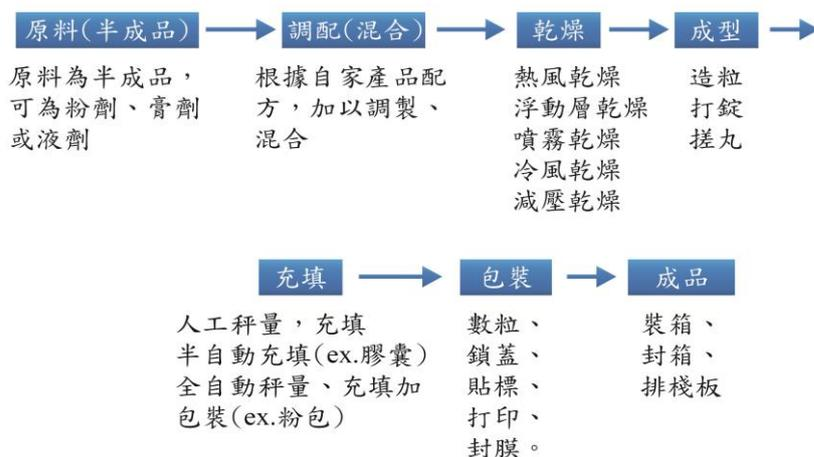 原料(半成品)
調配(混合)
乾燥
成型
原料為半成品，
可為粉劑、膏劑
或液劑
根據自家產品配
方，加以調製、
混合
熱風乾燥
浮動層乾燥
噴霧乾燥
冷風乾燥
減壓乾燥
造粒
打錠
搓丸
充填
包裝
成品
人工秤量，充填
半自動充填(ex.膠囊)
全自動秤量、充填加
包裝(ex.粉包)
數粒、
鎖蓋、
貼標、
打印、
封膜。
裝箱、
封箱、
排棧板